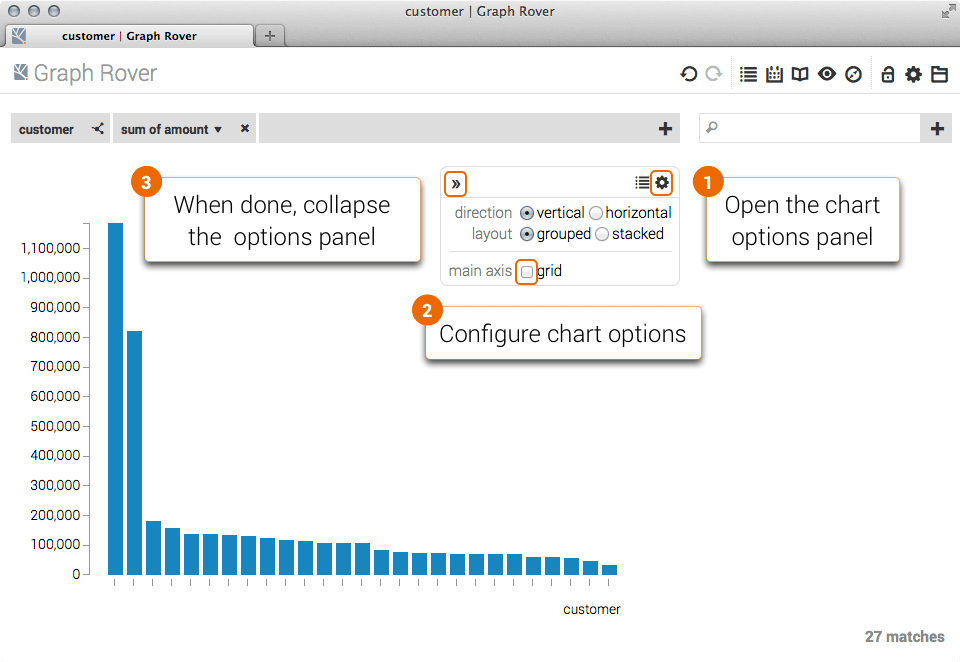 customer | Graph Rover
customer | Graph Rover
Graph Rover
customer
sum of amount
1
Open the chart
options panel
3
When done, collapse
the options panel
»
direction vertical horizontal
layout grouped stacked
main axis grid
2
Configure chart options
1,100,000
1,000,000
900,000
800,000
700,000
600,000
500,000
400,000
300,000
200,000
100,000
0
customer
27 matches